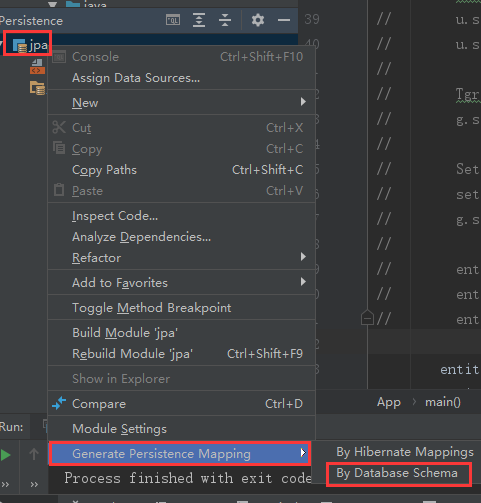 java
Persistence
jpa
Console Ctrl+Shift+F10
Assign Data Sources...
New
Cut Ctrl+X
Copy Ctrl+C
Copy Paths Ctrl+Shift+C
Paste Ctrl+V
Inspect Code...
Analyze Dependencies...
Refactor
Add to Favorites
Toggle Method Breakpoint
Build Module 'jpa'
Rebuild Module 'jpa' Ctrl+Shift+F9
Show in Explorer
Compare Ctrl+D
Module Settings
Generate Persistence Mapping
By Hibernate Mappings
By Database Schema
39 // u.s
40 // u.s
//
// Tgr
// g.s
//
// Set
// set
// g.s
//
// ent
// ent
// ent
entit
App › main()
Run:
Process finished with exit code